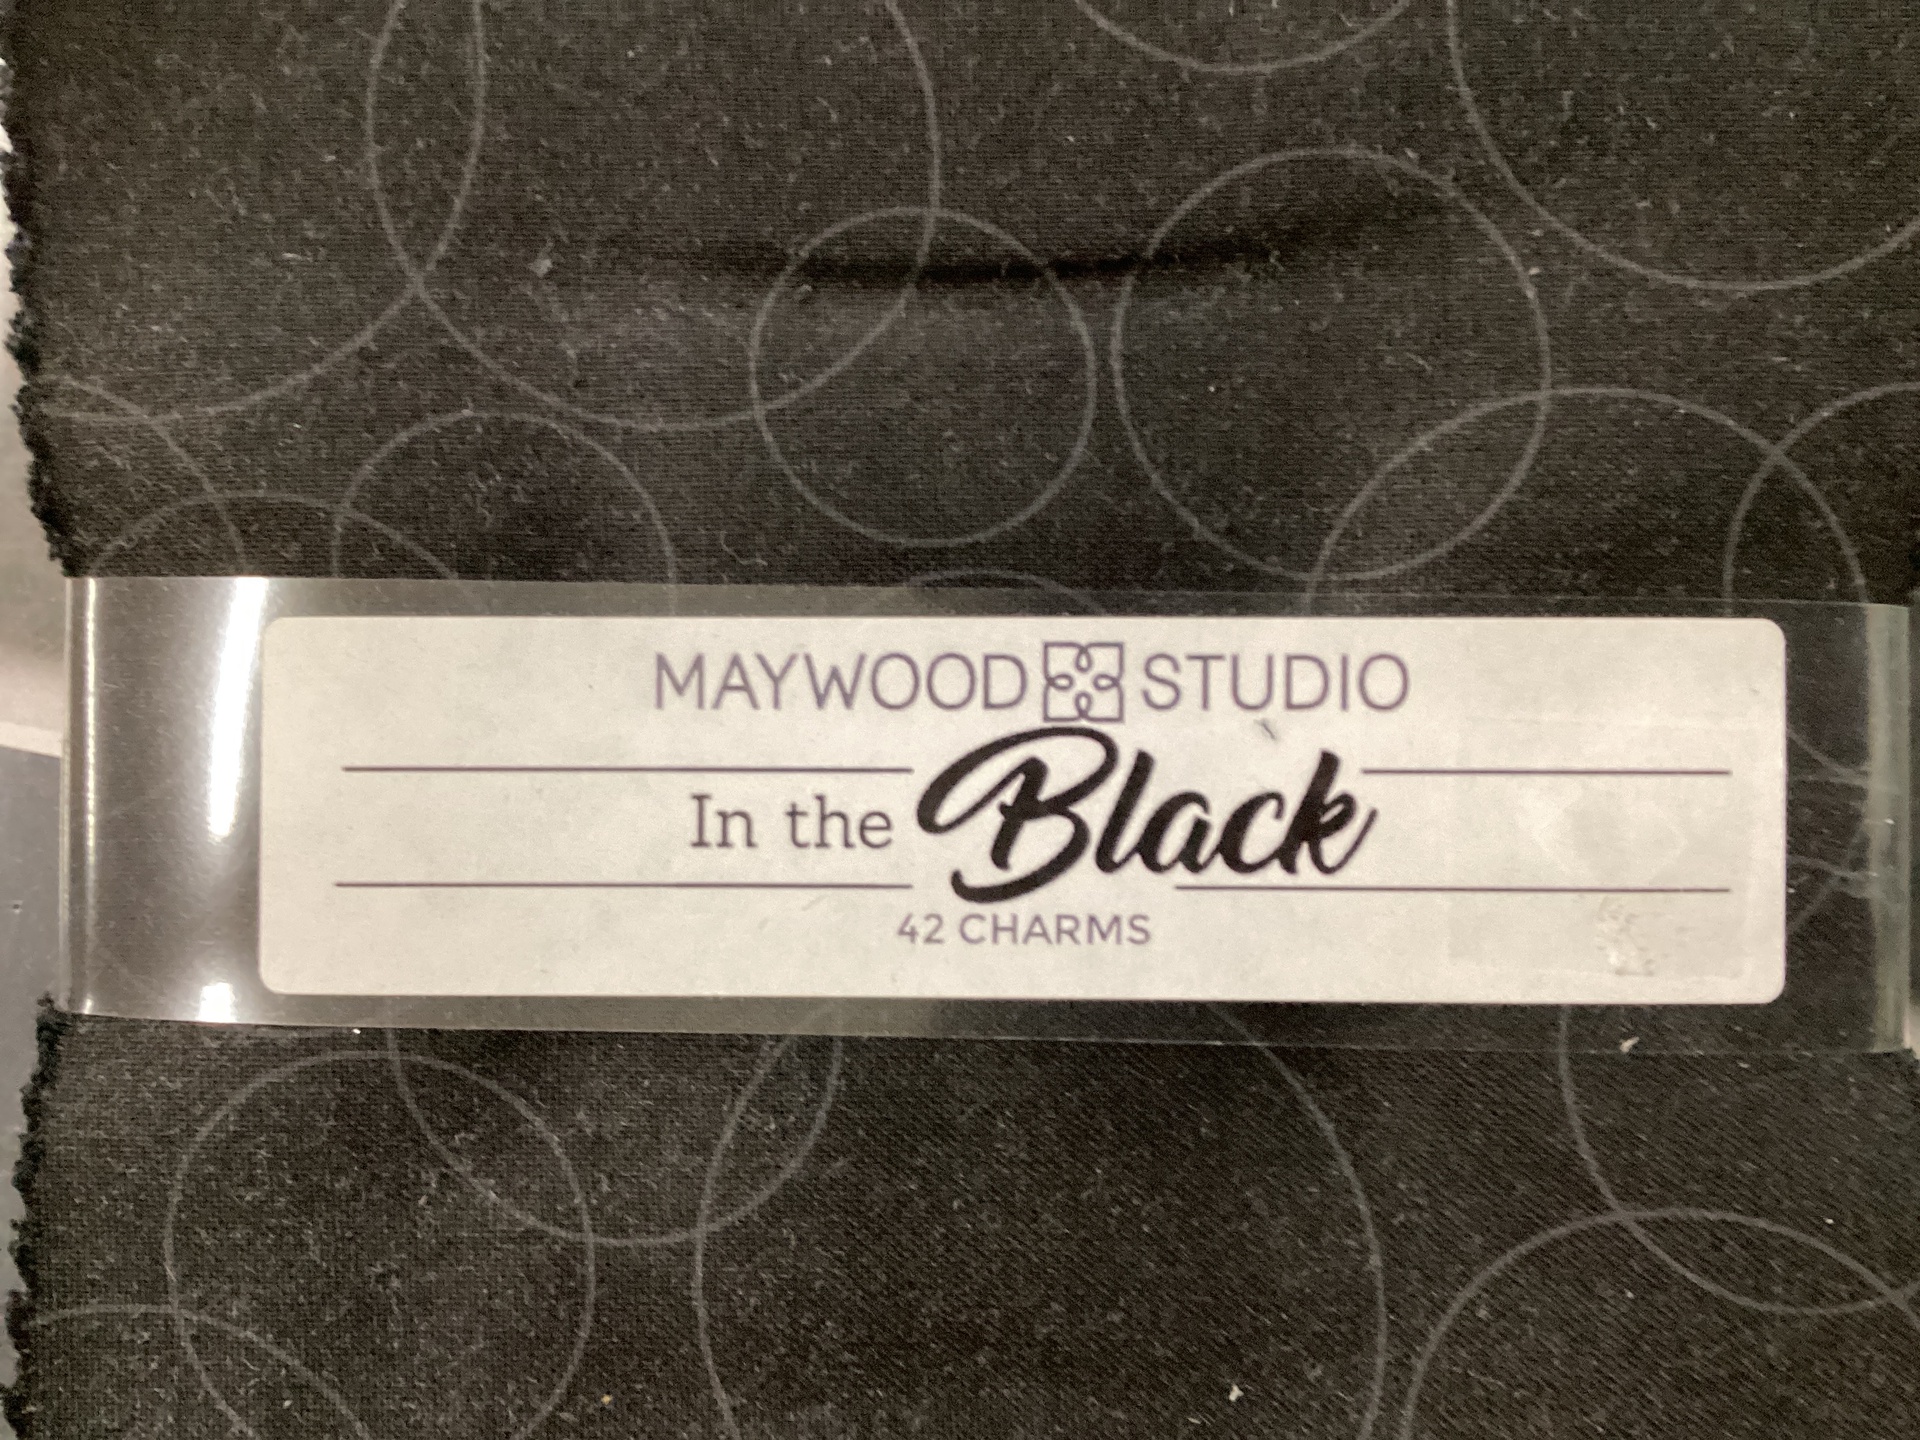 MAYWOOD STUDIO
In the Black
42 CHARMS